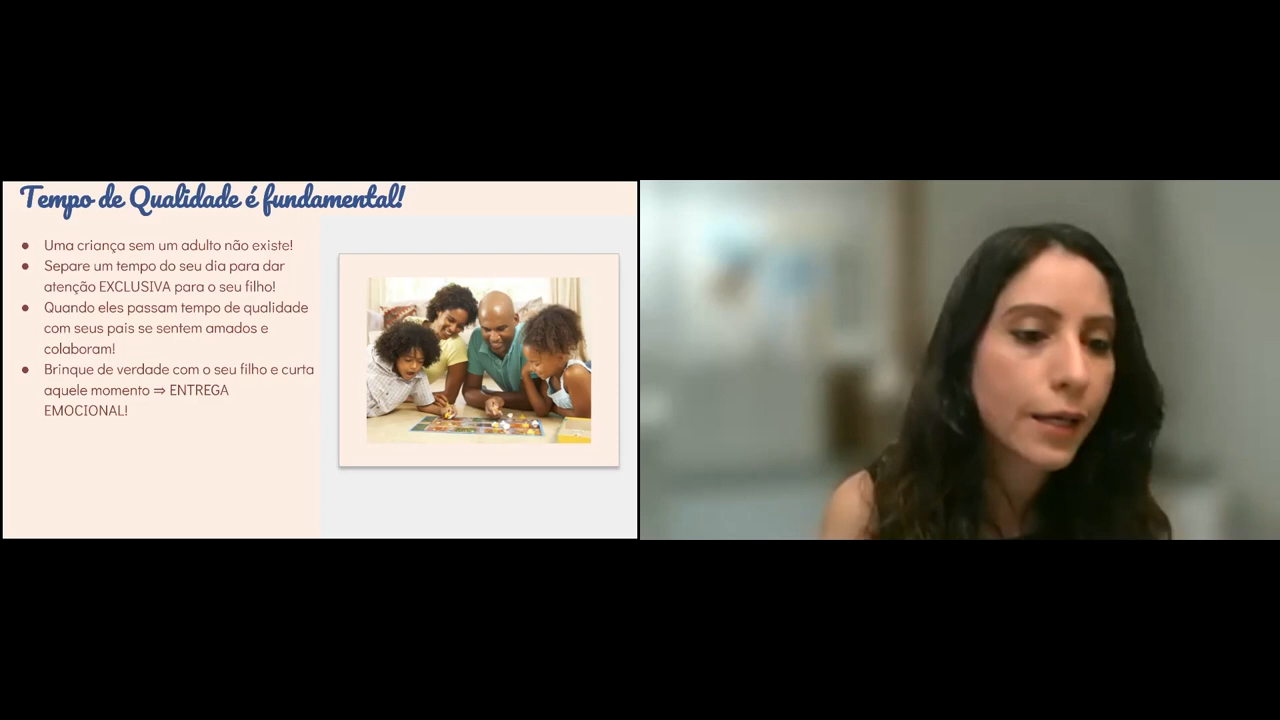 Tempo de Qualidade é fundamental!
● Uma criança sem um adulto não existe!
● Separe um tempo do seu dia para dar
atenção EXCLUSIVA para o seu filho!
● Quando eles passam tempo de qualidade
com seus pais se sentem amados e
colaboram!
● Brinque de verdade com o seu filho e curta
aquele momento ⇒ ENTREGA
EMOCIONAL!